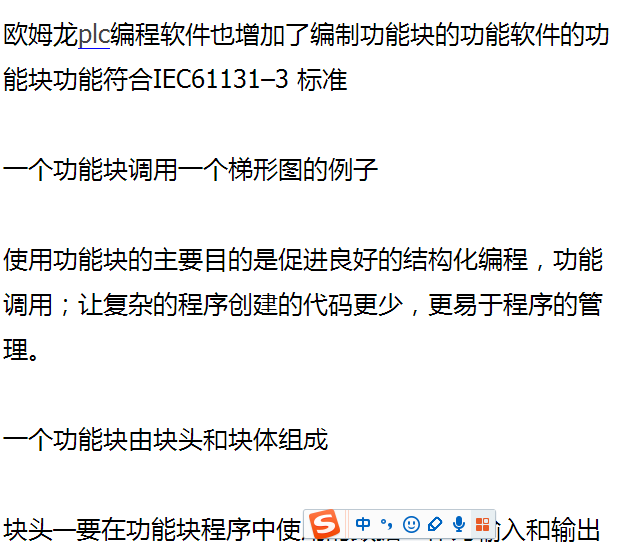 欧姆龙plc编程软件也增加了编制功能块的功能软件的功
能块功能符合IEC61131–3 标准
一个功能块调用一个梯形图的例子
使用功能块的主要目的是促进良好的结构化编程，功能
调用；让复杂的程序创建的代码更少，更易于程序的管
理。
一个功能块由块头和块体组成
块头—要在功能块程序中使 输入和输出
中